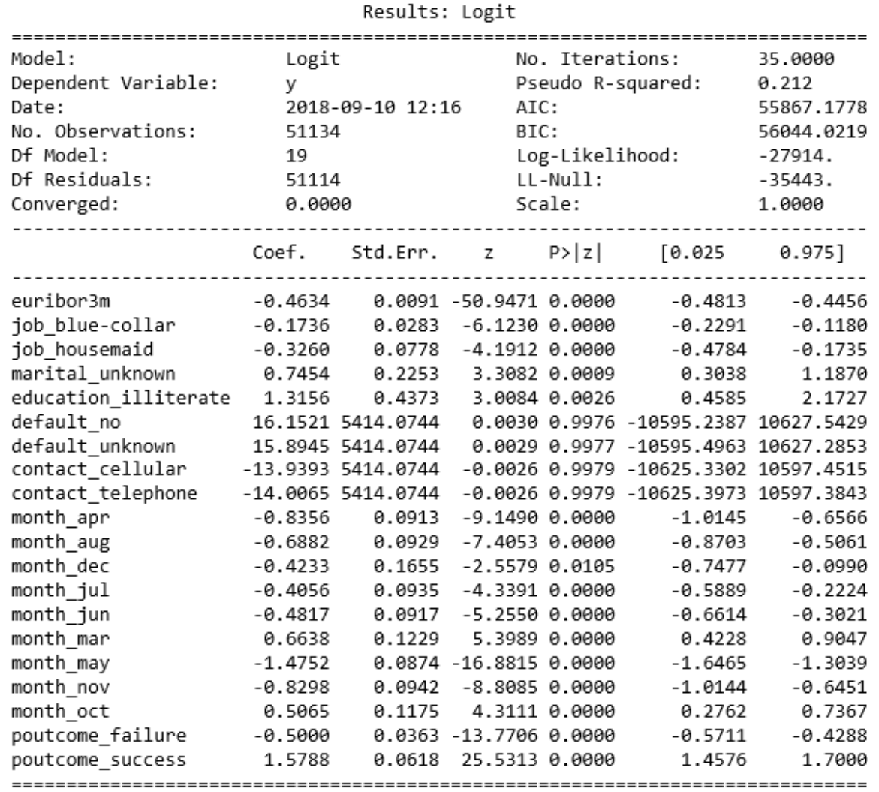 Results: Logit
==============================================================================
Model: Logit No. Iterations: 35.0000
Dependent Variable: y Pseudo R-squared: 0.212
Date: 2018-09-10 12:16 AIC: 55867.1778
No. Observations: 51134 BIC: 56044.0219
Df Model: 19 Log-Likelihood: -27914.
Df Residuals: 51114 LL-Null: -35443.
Converged: 0.0000 Scale: 1.0000
------------------------------------------------------------------------------
Coef. Std.Err. z P>|z| [0.025 0.975]
------------------------------------------------------------------------------
euribor3m -0.4634 0.0091 -50.9471 0.0000 -0.4813 -0.4456
job_blue-collar -0.1736 0.0283 -6.1230 0.0000 -0.2291 -0.1180
job_housemaid -0.3260 0.0778 -4.1912 0.0000 -0.4784 -0.1735
marital_unknown 0.7454 0.2253 3.3082 0.0009 0.3038 1.1870
education_illiterate 1.3156 0.4373 3.0084 0.0026 0.4585 2.1727
default_no 16.1521 5414.0744 0.0030 0.9976 -10595.2387 10627.5429
default_unknown 15.8945 5414.0744 0.0029 0.9977 -10595.4963 10627.2853
contact_cellular -13.9393 5414.0744 -0.0026 0.9979 -10625.3302 10597.4515
contact_telephone -14.0065 5414.0744 -0.0026 0.9979 -10625.3973 10597.3843
month_apr -0.8356 0.0913 -9.1490 0.0000 -1.0145 -0.6566
month_aug -0.6882 0.0929 -7.4053 0.0000 -0.8703 -0.5061
month_dec -0.4233 0.1655 -2.5579 0.0105 -0.7477 -0.0990
month_jul -0.4056 0.0935 -4.3391 0.0000 -0.5889 -0.2224
month_jun -0.4817 0.0917 -5.2550 0.0000 -0.6614 -0.3021
month_mar 0.6638 0.1229 5.3989 0.0000 0.4228 0.9047
month_may -1.4752 0.0874 -16.8815 0.0000 -1.6465 -1.3039
month_nov -0.8298 0.0942 -8.8085 0.0000 -1.0144 -0.6451
month_oct 0.5065 0.1175 4.3111 0.0000 0.2762 0.7367
poutcome_failure -0.5000 0.0363 -13.7706 0.0000 -0.5711 -0.4288
poutcome_success 1.5788 0.0618 25.5313 0.0000 1.4576 1.7000
==============================================================================